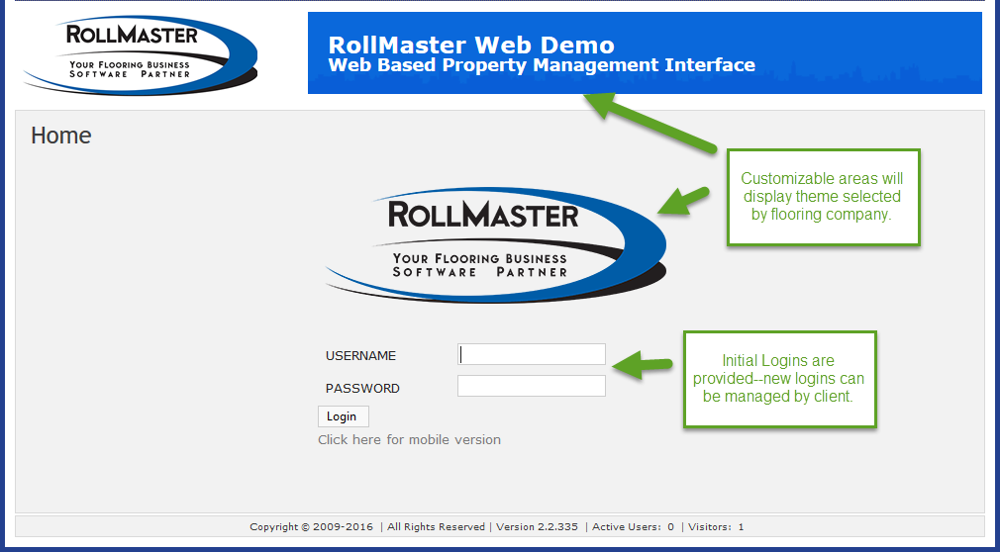 ROLLMASTER
YOUR FLOORING BUSINESS
SOFTWARE PARTNER
RollMaster Web Demo
Web Based Property Management Interface
Home
Customizable areas will
display theme selected
by flooring company.
ROLLMASTER
YOUR FLOORING BUSINESS
SOFTWARE PARTNER
USERNAME
PASSWORD
Initial Logins are
provided--new logins can
be managed by client.
Login
Click here for mobile version
Copyright © 2009-2016 | All Rights Reserved | Version 2.2.335 | Active Users: 0 | Visitors: 1